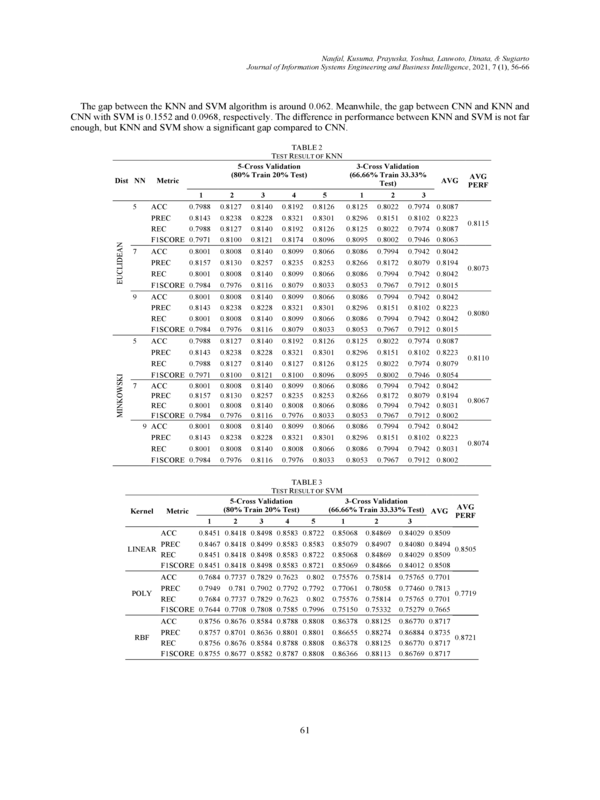 Naufal, Kusuma, Prayuska, Yoshua, Lauwoto, Dinata, & Sugiarto
Journal of Information Systems Engineering and Business Intelligence, 2021, 7 (1), 56-66
The gap between the KNN and SVM algorithm is around 0.062. Meanwhile, the gap between CNN and KNN and
CNN with SVM is 0.1552 and 0.0968, respectively. The difference in performance between KNN and SVM is not far
enough, but KNN and SVM show a significant gap compared to CNN.
TABLE 2
TEST RESULT OF KNN
Dist NN Metric 5-Cross Validation (80% Train 20% Test) 3-Cross Validation (66.66% Train 33.33% Test) AVG AVG PERF
1 2 3 4 5 1 2 3
EUCLIDEAN
5 ACC 0.7988 0.8127 0.8140 0.8192 0.8126 0.8125 0.8022 0.7974 0.8087
PREC 0.8143 0.8238 0.8228 0.8321 0.8301 0.8296 0.8151 0.8102 0.8223
0.8115
REC 0.7988 0.8127 0.8140 0.8192 0.8126 0.8125 0.8022 0.7974 0.8087
F1SCORE 0.7971 0.8100 0.8121 0.8174 0.8096 0.8095 0.8002 0.7946 0.8063
7 ACC 0.8001 0.8008 0.8140 0.8099 0.8066 0.8086 0.7994 0.7942 0.8042
PREC 0.8157 0.8130 0.8257 0.8235 0.8253 0.8266 0.8172 0.8079 0.8194
0.8073
REC 0.8001 0.8008 0.8140 0.8099 0.8066 0.8086 0.7994 0.7942 0.8042
F1SCORE 0.7984 0.7976 0.8116 0.8079 0.8033 0.8053 0.7967 0.7912 0.8015
9 ACC 0.8001 0.8008 0.8140 0.8099 0.8066 0.8086 0.7994 0.7942 0.8042
PREC 0.8143 0.8238 0.8228 0.8321 0.8301 0.8296 0.8151 0.8102 0.8223
0.8080
REC 0.8001 0.8008 0.8140 0.8099 0.8066 0.8086 0.7994 0.7942 0.8042
F1SCORE 0.7984 0.7976 0.8116 0.8079 0.8033 0.8053 0.7967 0.7912 0.8015
MINKOWSKI
5 ACC 0.7988 0.8127 0.8140 0.8192 0.8126 0.8125 0.8022 0.7974 0.8087
PREC 0.8143 0.8238 0.8228 0.8321 0.8301 0.8296 0.8151 0.8102 0.8223
0.8110
REC 0.7988 0.8127 0.8140 0.8127 0.8126 0.8125 0.8022 0.7974 0.8079
F1SCORE 0.7971 0.8100 0.8121 0.8100 0.8096 0.8095 0.8002 0.7946 0.8054
7 ACC 0.8001 0.8008 0.8140 0.8099 0.8066 0.8086 0.7994 0.7942 0.8042
PREC 0.8157 0.8130 0.8257 0.8235 0.8253 0.8266 0.8172 0.8079 0.8194
0.8067
REC 0.8001 0.8008 0.8140 0.8008 0.8066 0.8086 0.7994 0.7942 0.8031
F1SCORE 0.7984 0.7976 0.8116 0.7976 0.8033 0.8053 0.7967 0.7912 0.8002
9 ACC 0.8001 0.8008 0.8140 0.8099 0.8066 0.8086 0.7994 0.7942 0.8042
PREC 0.8143 0.8238 0.8228 0.8321 0.8301 0.8296 0.8151 0.8102 0.8223
0.8074
REC 0.8001 0.8008 0.8140 0.8008 0.8066 0.8086 0.7994 0.7942 0.8031
F1SCORE 0.7984 0.7976 0.8116 0.7976 0.8033 0.8053 0.7967 0.7912 0.8002
TABLE 3
TEST RESULT OF SVM
Kernel Metric 5-Cross Validation (80% Train 20% Test) 3-Cross Validation (66.66% Train 33.33% Test) AVG AVG PERF
1 2 3 4 5 1 2 3
LINEAR
ACC 0.8451 0.8418 0.8498 0.8583 0.8722 0.85068 0.84869 0.84029 0.8509
PREC 0.8467 0.8418 0.8499 0.8583 0.8583 0.85079 0.84907 0.84080 0.8494
0.8505
REC 0.8451 0.8418 0.8498 0.8583 0.8722 0.85068 0.84869 0.84029 0.8509
F1SCORE 0.8451 0.8418 0.8498 0.8583 0.8721 0.85069 0.84866 0.84012 0.8508
POLY
ACC 0.7684 0.7737 0.7829 0.7623 0.802 0.75576 0.75814 0.75765 0.7701
PREC 0.7949 0.781 0.7902 0.7792 0.7792 0.77061 0.78058 0.77460 0.7813
0.7719
REC 0.7684 0.7737 0.7829 0.7623 0.802 0.75576 0.75814 0.75765 0.7701
F1SCORE 0.7644 0.7708 0.7808 0.7585 0.7996 0.75150 0.75332 0.75279 0.7665
RBF
ACC 0.8756 0.8676 0.8584 0.8788 0.8808 0.86378 0.88125 0.86770 0.8717
PREC 0.8757 0.8701 0.8636 0.8801 0.8801 0.86655 0.88274 0.86884 0.8735
0.8721
REC 0.8756 0.8676 0.8584 0.8788 0.8808 0.86378 0.88125 0.86770 0.8717
F1SCORE 0.8755 0.8677 0.8582 0.8787 0.8808 0.86366 0.88113 0.86769 0.8717
61